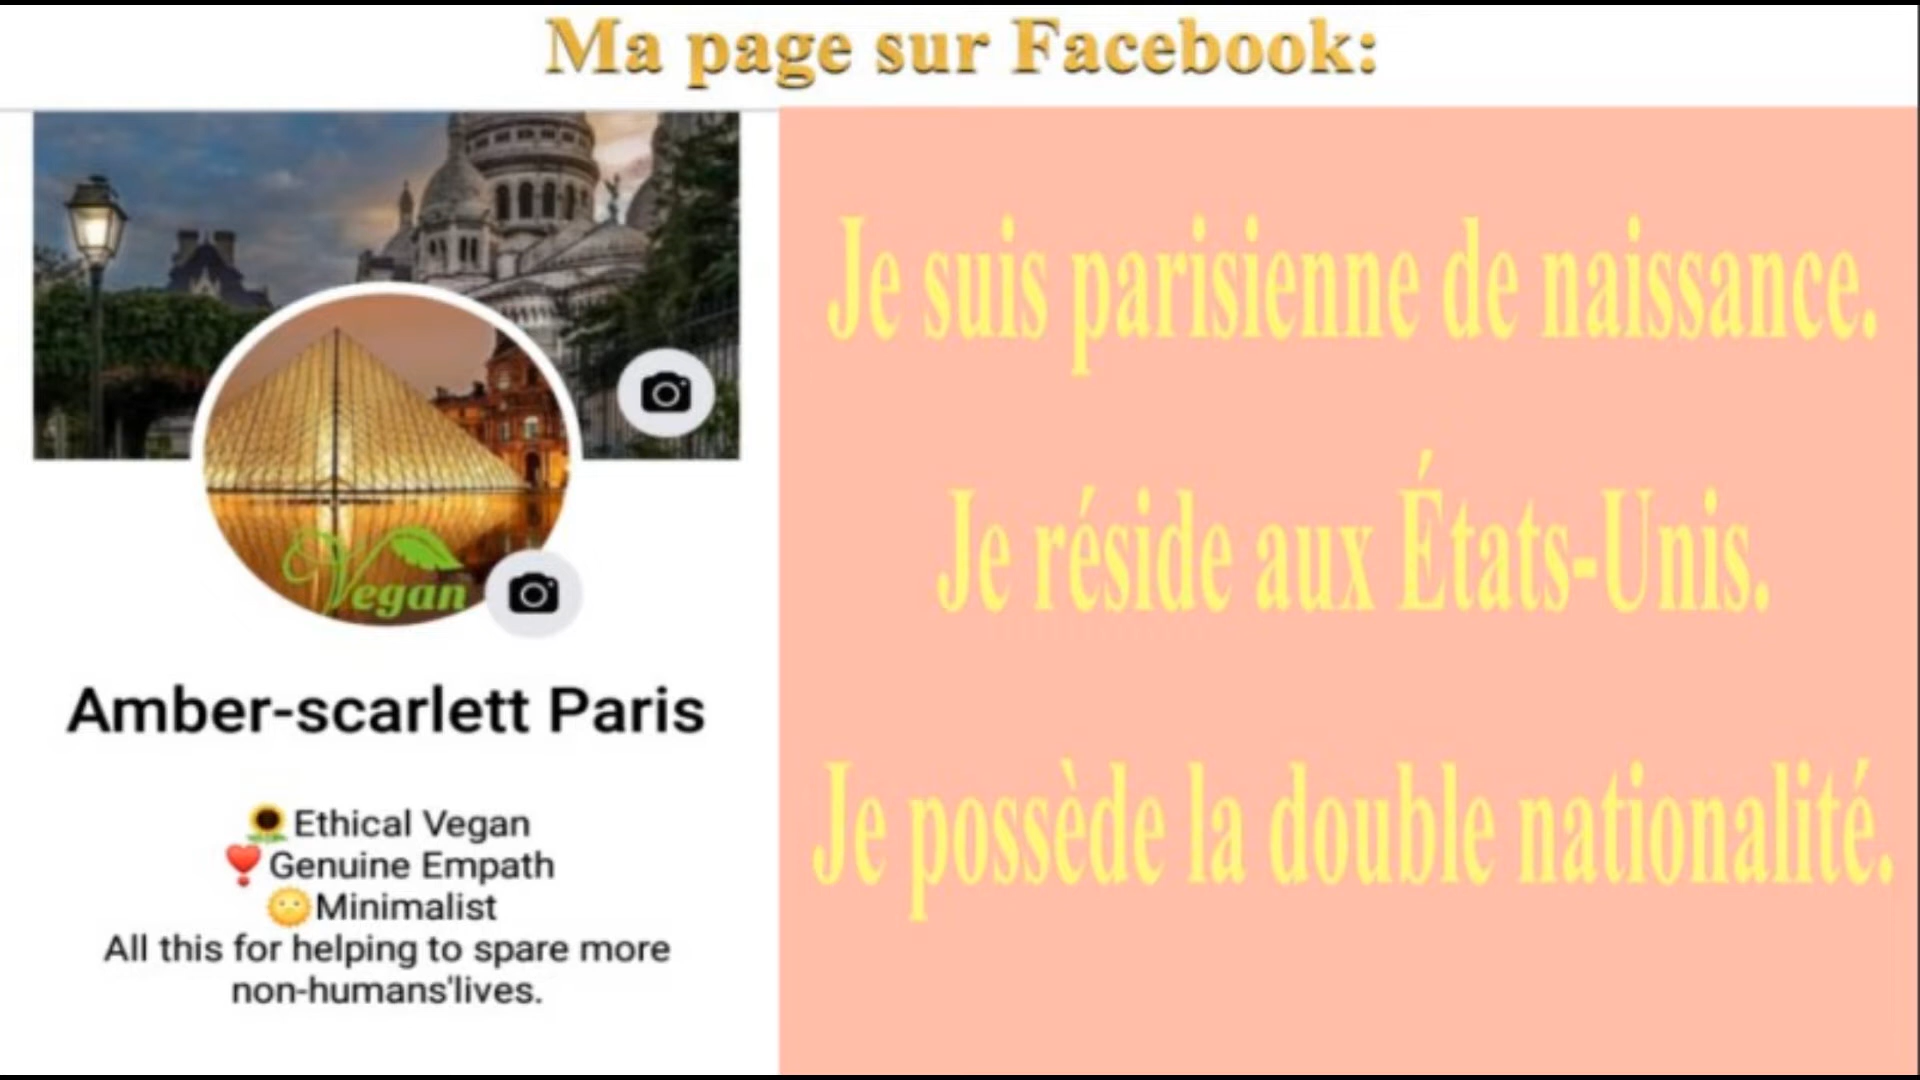 Ma page sur Facebook:
Vegan
Amber-scarlett Paris
🌻Ethical Vegan
❣️Genuine Empath
🌝Minimalist
All this for helping to spare more
non-humans'lives.
Je suis parisienne de naissance.
Je réside aux États-Unis.
Je possède la double nationalité.